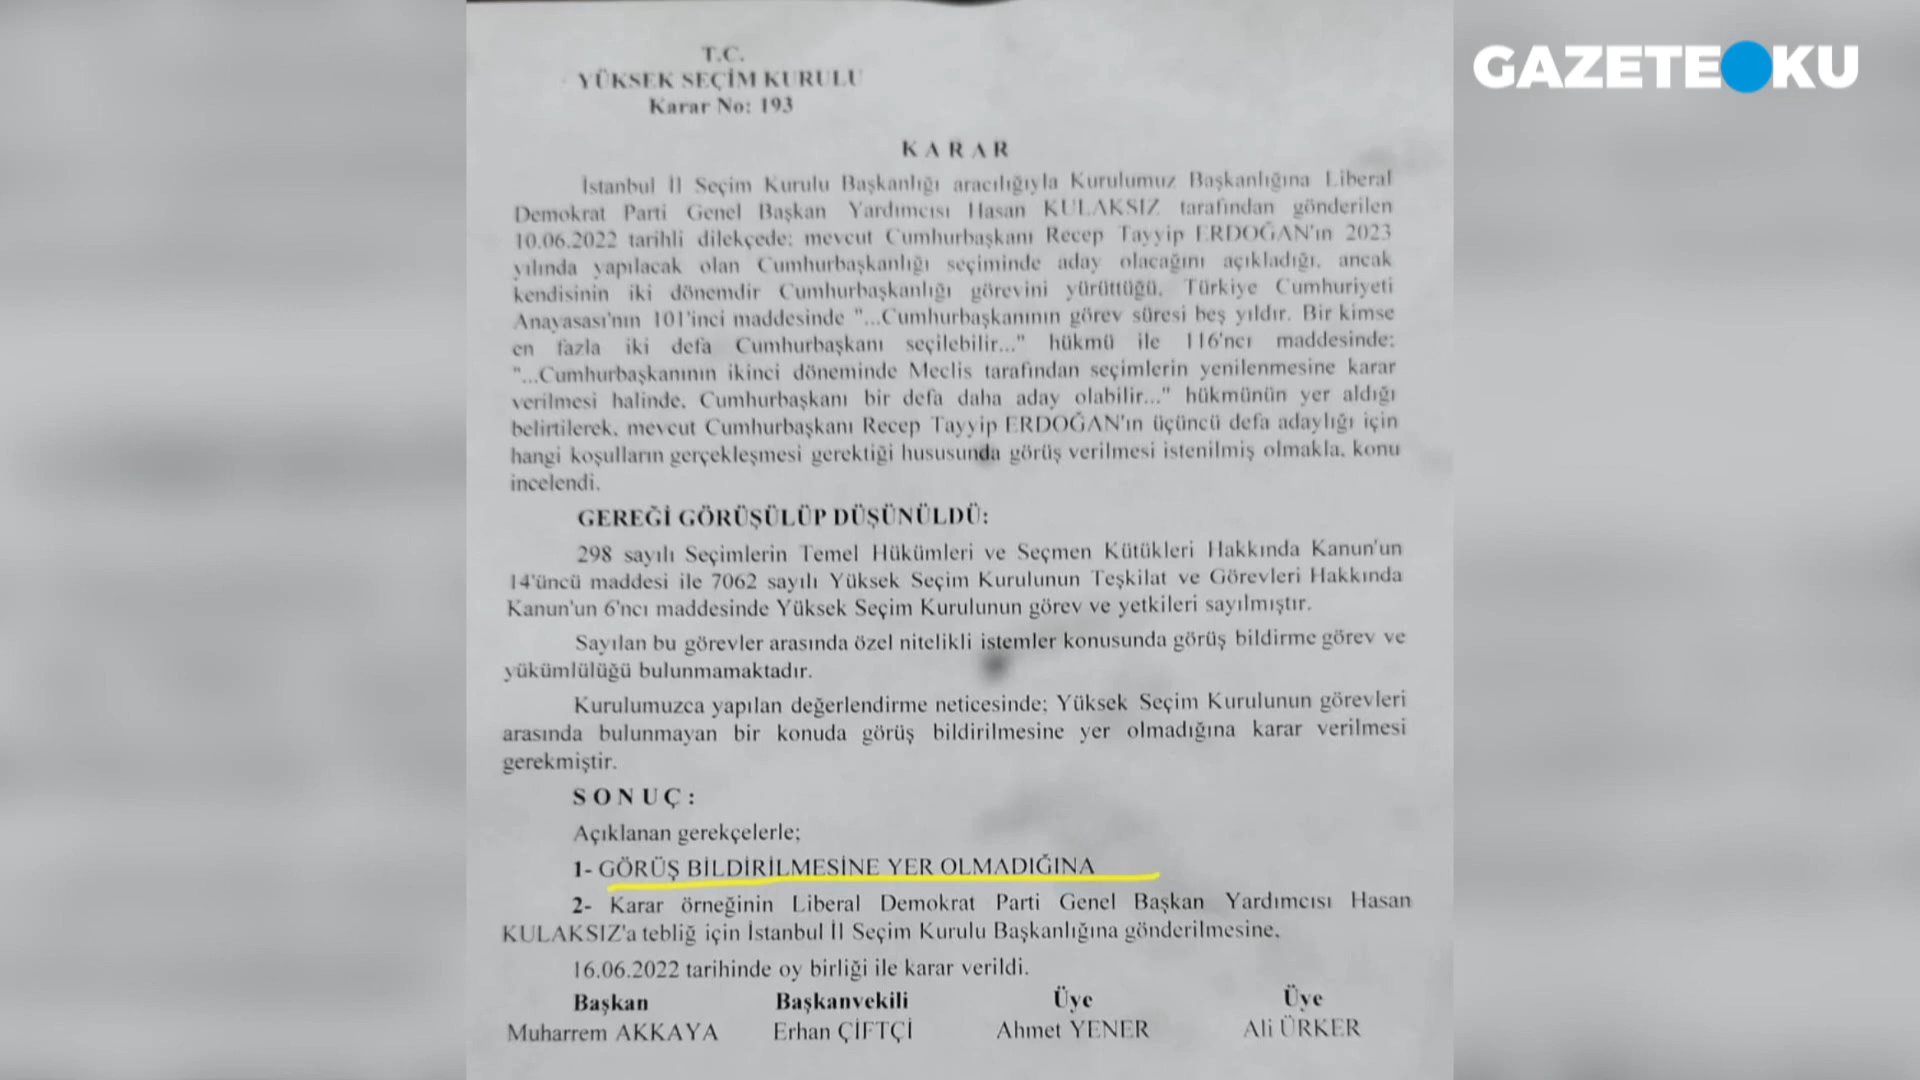 GAZETEOKU
T.C.
YÜKSEK SEÇİM KURULU
Karar No: 193
K A R A R
İstanbul İl Seçim Kurulu Başkanlığı aracılığıyla Kurulumuz Başkanlığına Liberal
Demokrat Parti Genel Başkan Yardımcısı Hasan KULAKSIZ tarafından gönderilen
10.06.2022 tarihli dilekçede; mevcut Cumhurbaşkanı Recep Tayyip ERDOĞAN'ın 2023
yılında yapılacak olan Cumhurbaşkanlığı seçiminde aday olacağını açıkladığı, ancak
kendisinin iki dönemdir Cumhurbaşkanlığı görevini yürüttüğü, Türkiye Cumhuriyeti
Anayasası'nın 101'inci maddesinde "...Cumhurbaşkanının görev süresi beş yıldır. Bir kimse
en fazla iki defa Cumhurbaşkanı seçilebilir..." hükmü ile 116'ncı maddesinde;
"...Cumhurbaşkanının ikinci döneminde Meclis tarafından seçimlerin yenilenmesine karar
verilmesi halinde, Cumhurbaşkanı bir defa daha aday olabilir..." hükmünün yer aldığı
belirtilerek, mevcut Cumhurbaşkanı Recep Tayyip ERDOĞAN'ın üçüncü defa adaylığı için
hangi koşulların gerçekleşmesi gerektiği hususunda görüş verilmesi istenilmiş olmakla, konu
incelendi.
GEREĞİ GÖRÜŞÜLÜP DÜŞÜNÜLDÜ:
298 sayılı Seçimlerin Temel Hükümleri ve Seçmen Kütükleri Hakkında Kanun'un
14'üncü maddesi ile 7062 sayılı Yüksek Seçim Kurulunun Teşkilat ve Görevleri Hakkında
Kanun'un 6'ncı maddesinde Yüksek Seçim Kurulunun görev ve yetkileri sayılmıştır.
Sayılan bu görevler arasında özel nitelikli istemler konusunda görüş bildirme görev ve
yükümlülüğü bulunmamaktadır.
Kurulumuzca yapılan değerlendirme neticesinde; Yüksek Seçim Kurulunun görevleri
arasında bulunmayan bir konuda görüş bildirilmesine yer olmadığına karar verilmesi
gerekmiştir.
S O N U Ç :
Açıklanan gerekçelerle;
1- GÖRÜŞ BİLDİRİLMESİNE YER OLMADIĞINA
2- Karar örneğinin Liberal Demokrat Parti Genel Başkan Yardımcısı Hasan
KULAKSIZ'a tebliğ için İstanbul İl Seçim Kurulu Başkanlığına gönderilmesine,
16.06.2022 tarihinde oy birliği ile karar verildi.
Başkan Başkanvekili Üye Üye
Muharrem AKKAYA Erhan ÇİFTÇİ Ahmet YENER Ali ÜRKER